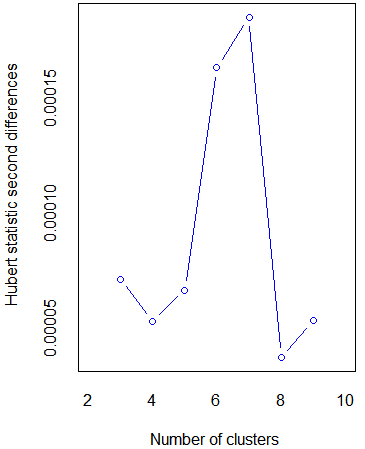 Hubert statistic second differences
0.00015
0.00010
0.00005
2 4 6 8 10
Number of clusters